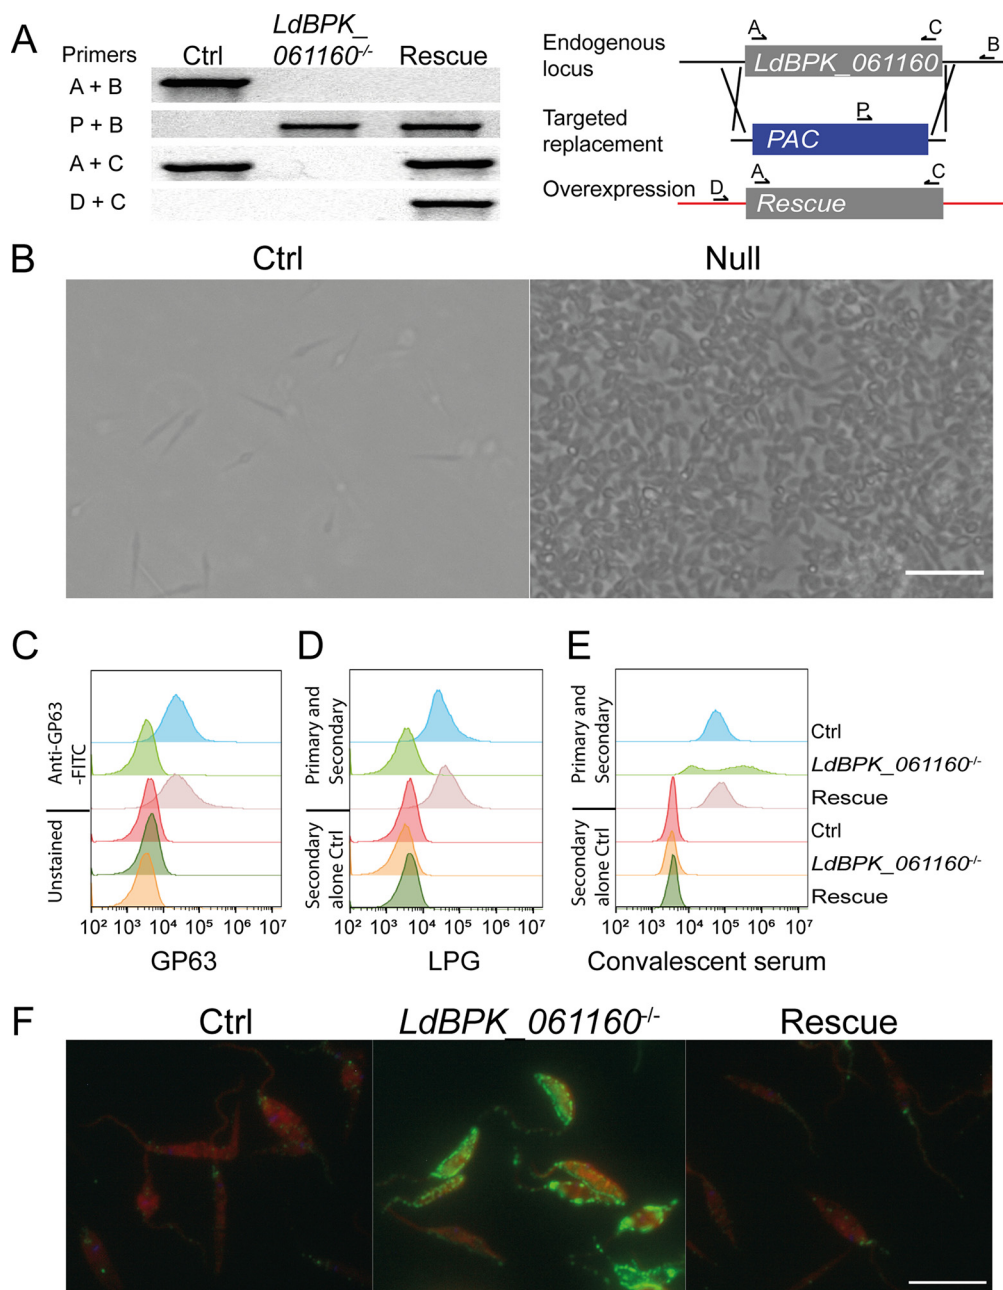 A
Primers
Ctrl
LdBPK_
061160-/-
Rescue
A + B
P + B
A + C
D + C
Endogenous
locus
A
C
B
LdBPK_061160
Targeted
replacement
P
PAC
Overexpression
D
A
C
Rescue
B
Ctrl
Null
C
Anti-GP63
-FITC
Unstained
10² 10³ 10⁴ 10⁵ 10⁶ 10⁷
GP63
D
Primary and
Secondary
Secondary
alone Ctrl
10² 10³ 10⁴ 10⁵ 10⁶ 10⁷
LPG
E
Primary and
Secondary
Secondary
alone Ctrl
10² 10³ 10⁴ 10⁵ 10⁶ 10⁷
Convalescent serum
Ctrl
LdBPK_061160-/-
Rescue
Ctrl
LdBPK_061160-/-
Rescue
F
Ctrl
LdBPK_061160-/-
Rescue